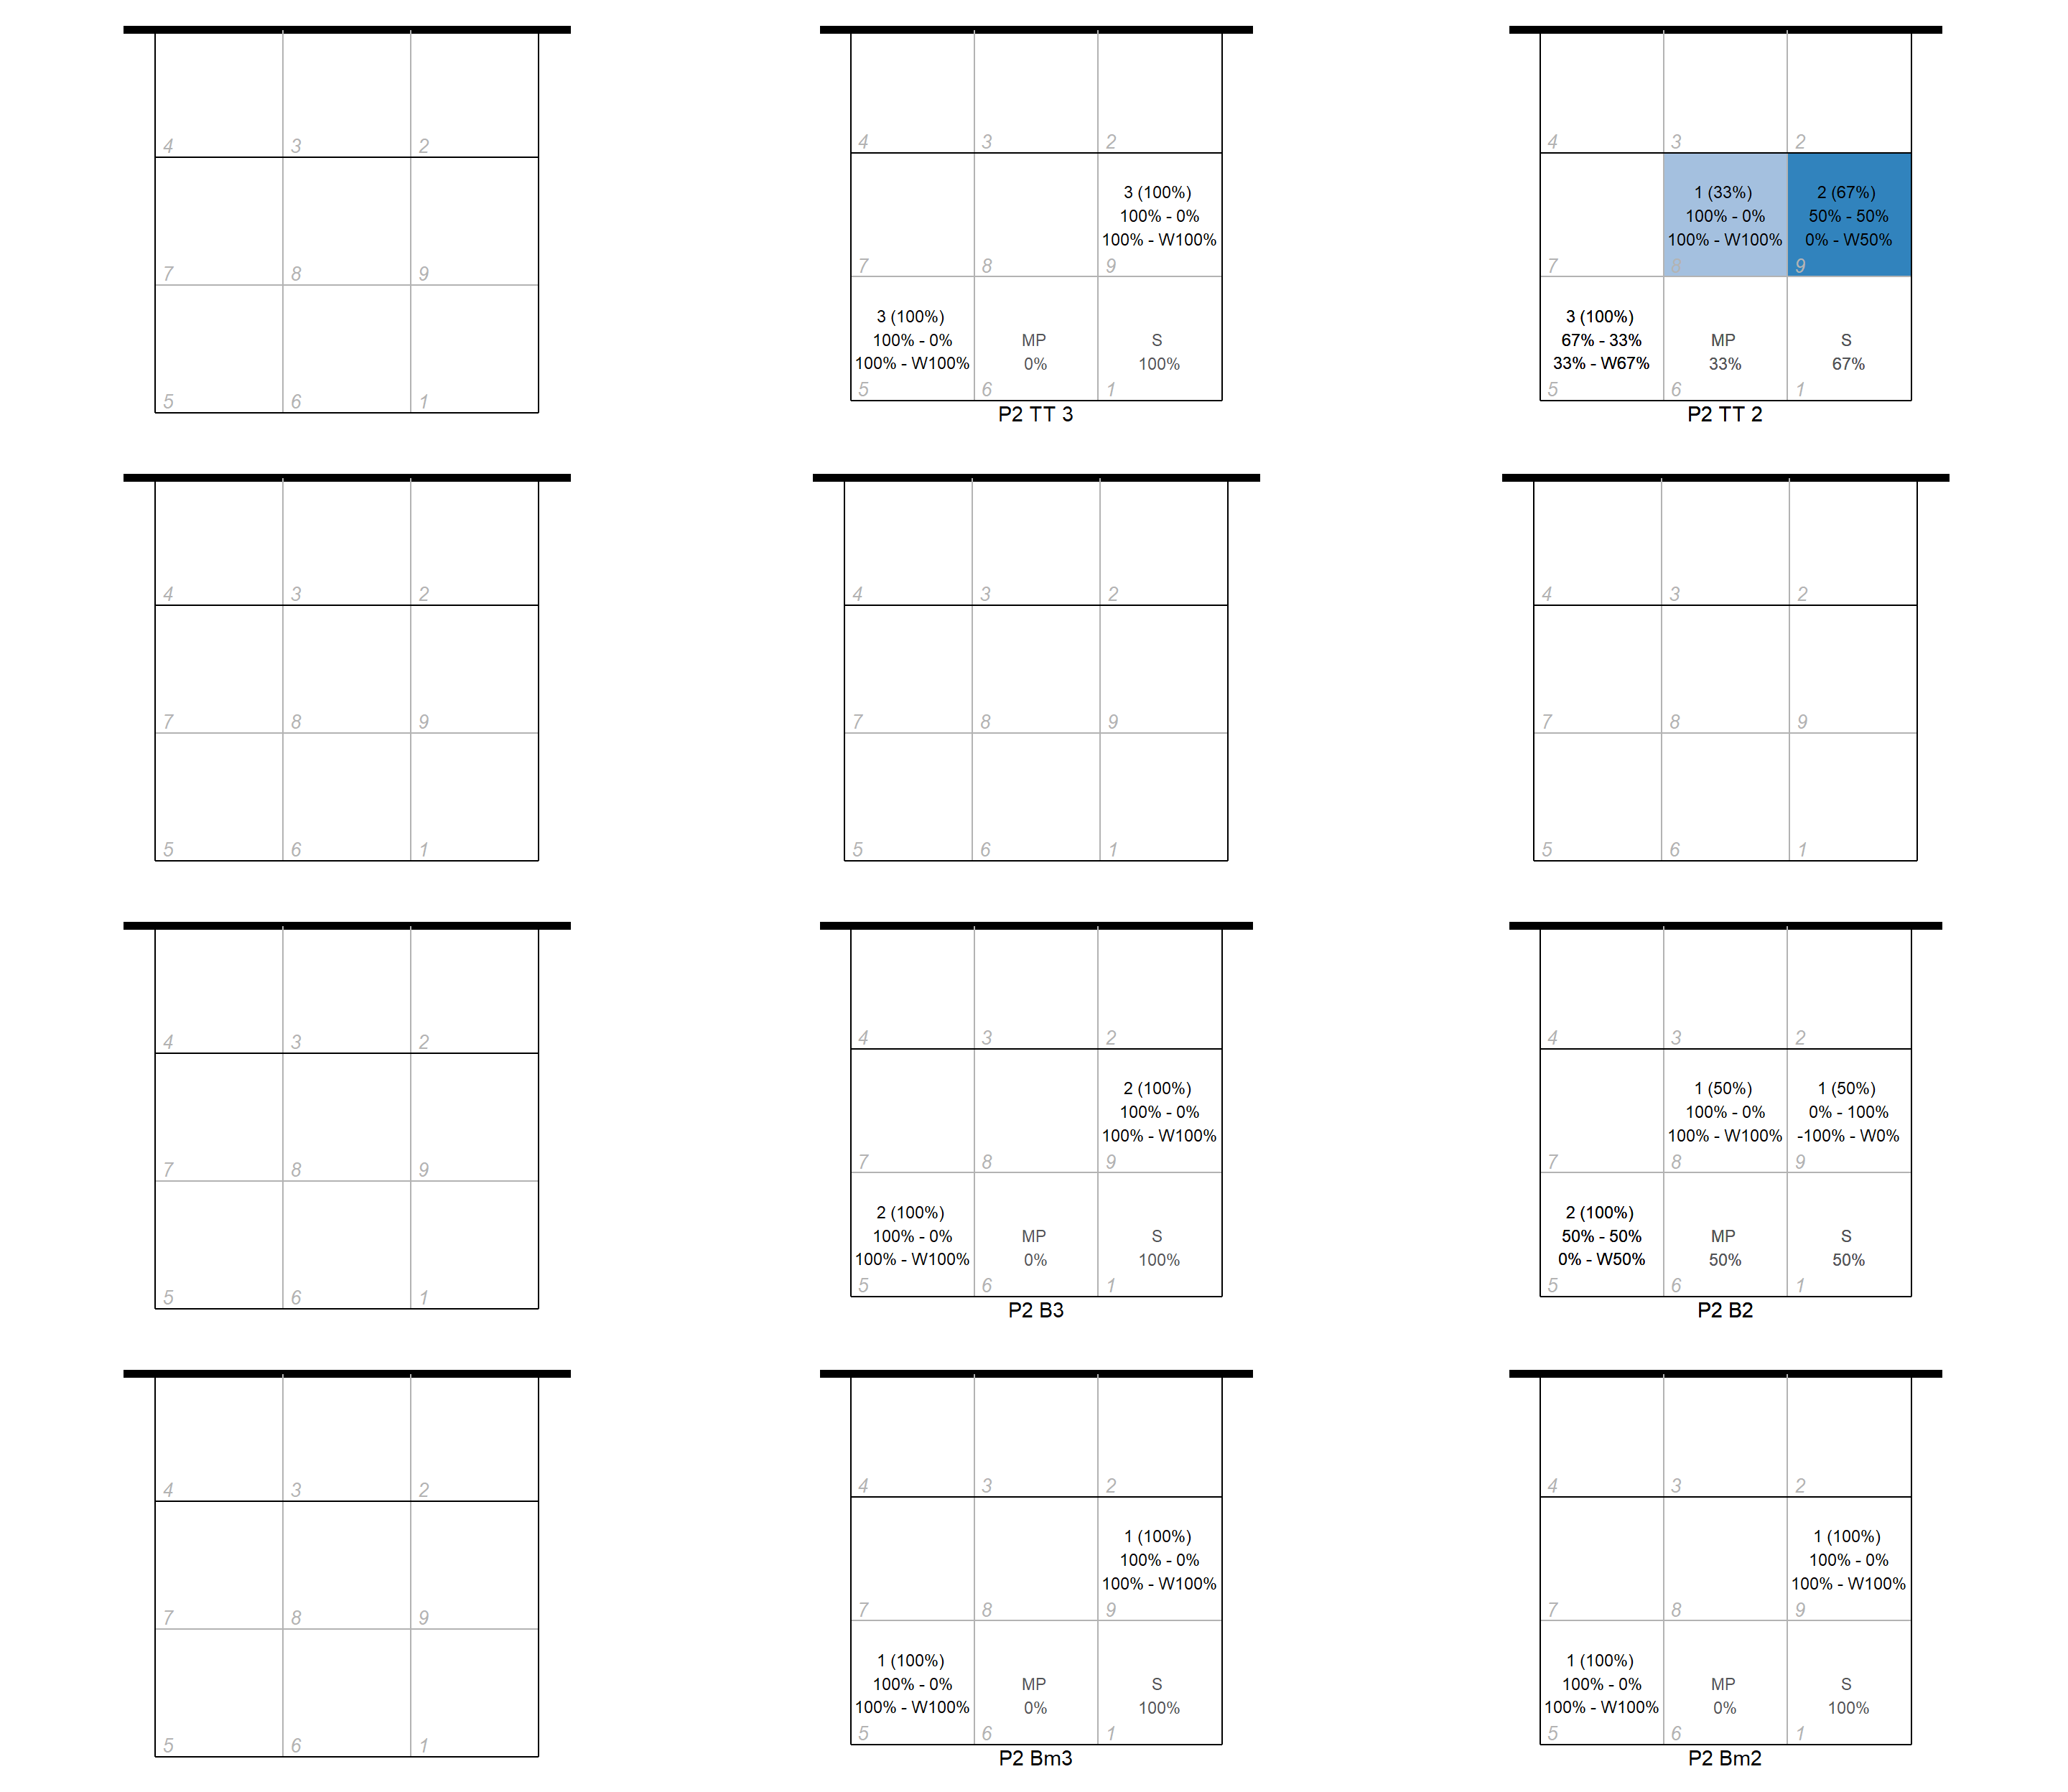 4 3 2
7 8 9
5 6 1
4 3 2
3 (100%)
100% - 0%
100% - W100%
7 8 9
3 (100%)
100% - 0%
100% - W100%
MP
0%
S
100%
5 6 1
P2 TT 3
4 3 2
1 (33%)
100% - 0%
100% - W100%
2 (67%)
50% - 50%
0% - W50%
7 8 9
3 (100%)
67% - 33%
33% - W67%
MP
33%
S
67%
5 6 1
P2 TT 2
4 3 2
7 8 9
5 6 1
4 3 2
7 8 9
5 6 1
4 3 2
7 8 9
5 6 1
4 3 2
7 8 9
5 6 1
4 3 2
2 (100%)
100% - 0%
100% - W100%
7 8 9
2 (100%)
100% - 0%
100% - W100%
MP
0%
S
100%
5 6 1
P2 B3
4 3 2
1 (50%)
100% - 0%
100% - W100%
1 (50%)
0% - 100%
-100% - W0%
7 8 9
2 (100%)
50% - 50%
0% - W50%
MP
50%
S
50%
5 6 1
P2 B2
4 3 2
7 8 9
5 6 1
4 3 2
1 (100%)
100% - 0%
100% - W100%
7 8 9
1 (100%)
100% - 0%
100% - W100%
MP
0%
S
100%
5 6 1
P2 Bm3
4 3 2
1 (100%)
100% - 0%
100% - W100%
7 8 9
1 (100%)
100% - 0%
100% - W100%
MP
0%
S
100%
5 6 1
P2 Bm2